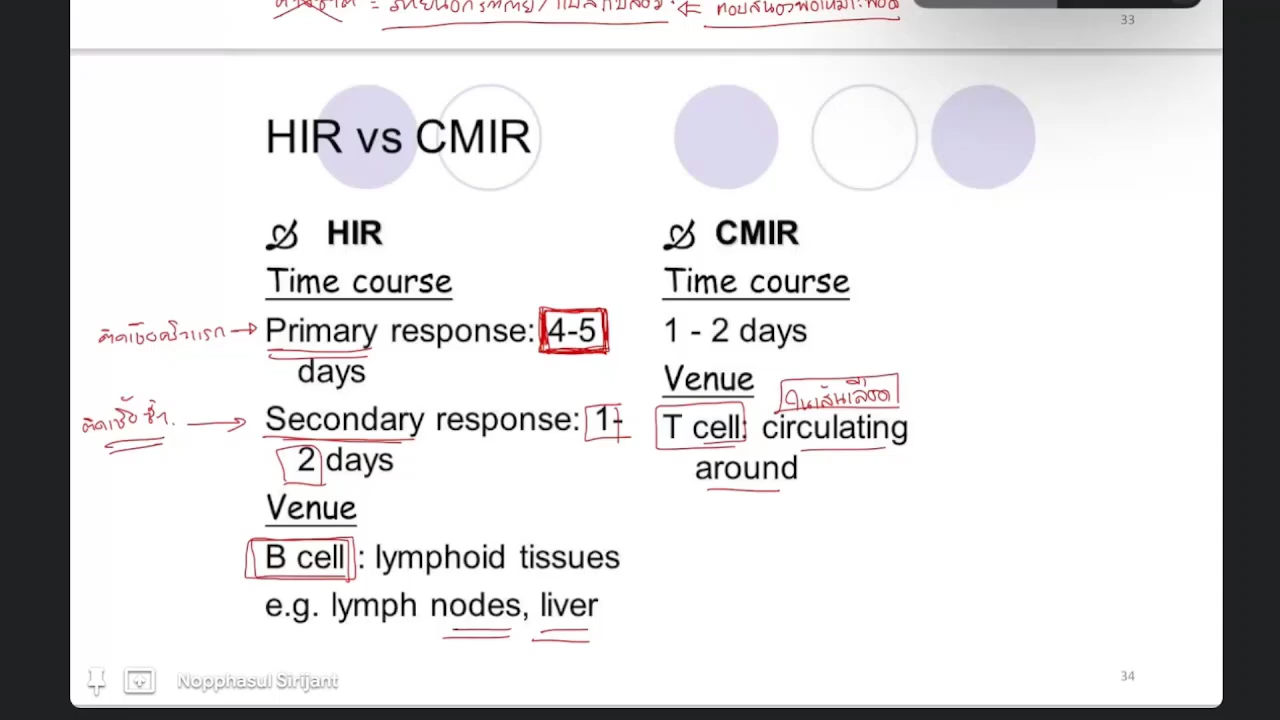 33
HIR vs CMIR
HIR
Time course
ติดเชื้อครั้งแรก → Primary response: 4-5
days
ติดเชื้อซ้ำ. → Secondary response: 1-
2 days
Venue
B cell : lymphoid tissues
e.g. lymph nodes, liver
CMIR
Time course
1 - 2 days
Venue
ในเส้นเลือด
T cell: circulating
around
Nopphasul Sirijant
34